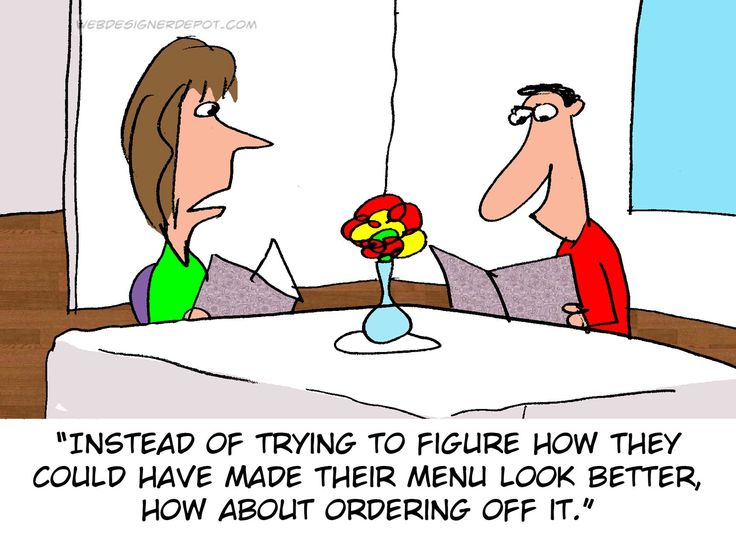 WEBDESIGNERDEPOT.COM
"INSTEAD OF TRYING TO FIGURE HOW THEY
COULD HAVE MADE THEIR MENU LOOK BETTER,
HOW ABOUT ORDERING OFF IT."